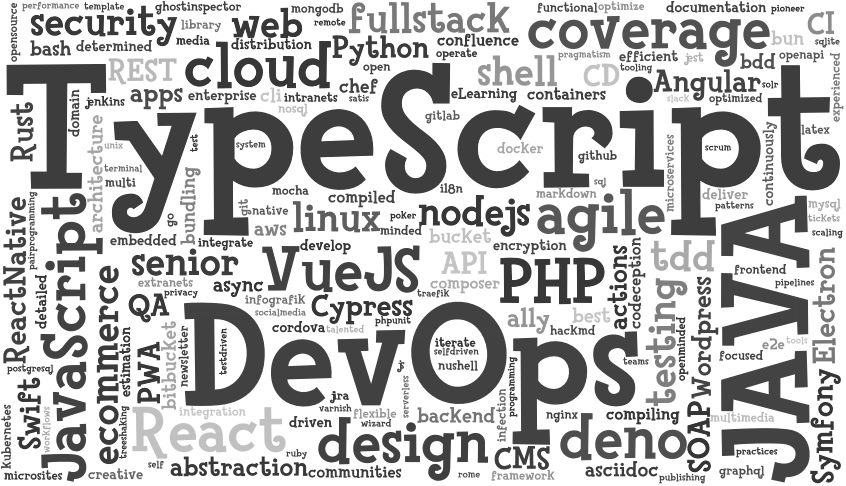 opensource
performance
template
ghostinspector
mongodb
functional
optimize
documentation
pioneer
security
library
web
remote
fullstack
coverage
CI
bash
determined
media
distribution
Python
confluence
pragmatism
bun
sqlite
REST
cloud
open
operate
shell
efficient
jest
bdd
openapi
CD
tooling
apps
enterprise
cli
intranets
chef
satis
eLearning
containers
Angular
solr
experienced
Rust
domain
jenkins
nosql
gitlab
slack
optimized
latex
TypeScript
architecture
unix
test
system
docker
github
microservices
scrum
continuously
terminal
multi
bundling
mocha
compiled
i18n
markdown
sql
deliver
patterns
mysql
tickets
scaling
ReactNative
pairprogramming
JavaScript
go
git
native
aws
linux
poker
minded
nodejs
agile
embedded
integrate
develop
bucket
encryption
tdd
frontend
pipelines
JAVA
senior
extranets
privacy
async
VueJS
API
composer
PHP
actions
codeception
detailed
ecommerce
QA
infografik
socialmedia
Cypress
traefik
phpunit
cordova
talented
ally
best
hackmd
testing
openminded
Wordpress
Electron
e2e
tools
focused
postgresql
estimation
PWA
bitbucket
newsletter
testdriven
DevOps
iterate
selfdriven
nushell
programming
teams
Swift
kubernetes
workflows
treeshaking
integration
React
jra
varnish
flexible
wizard
serverless
git
backend
infection
nginx
compiling
SOAP
multimedia
Symfony
driven
design
deno
practices
microsites
creative
self
abstraction
ruby
communities
rome
CMS
framework
asciidoc
publishing
graphql